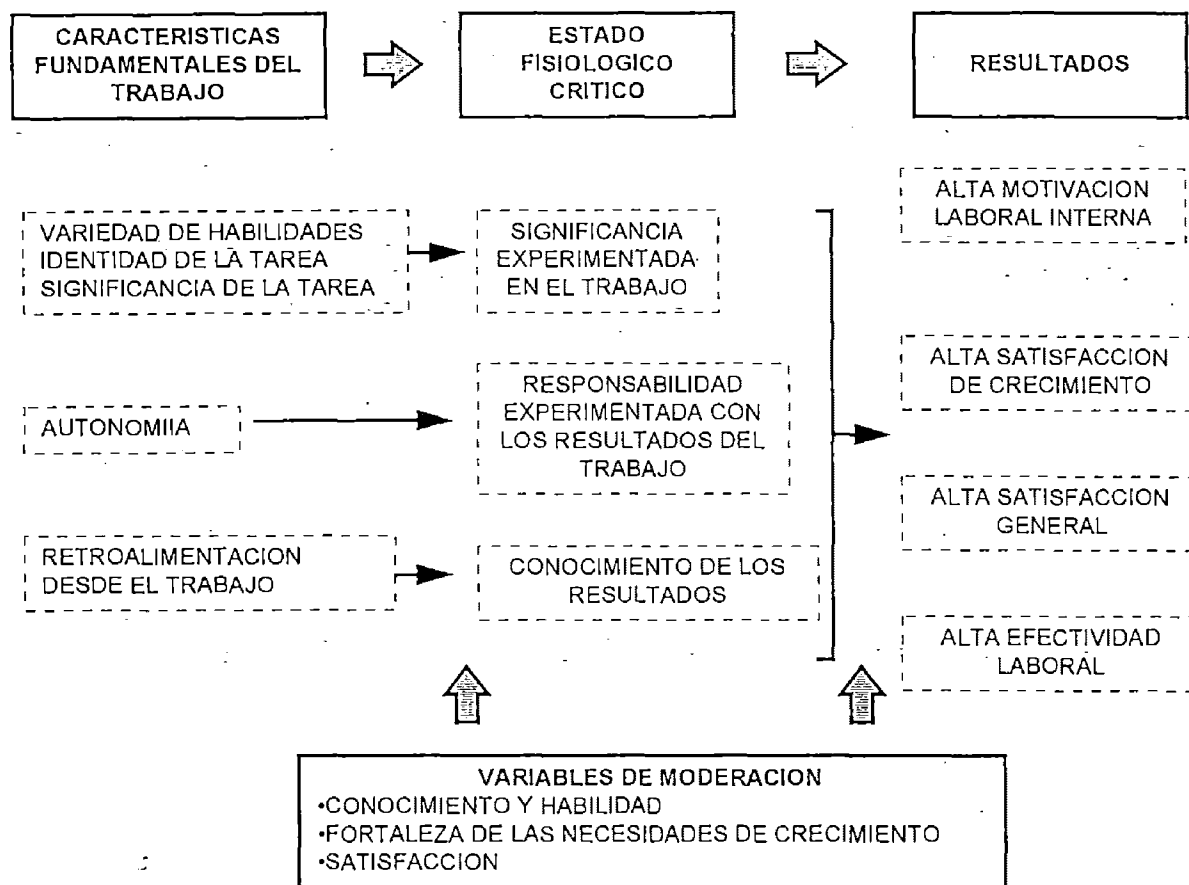 CARACTERISTICAS
FUNDAMENTALES DEL
TRABAJO
ESTADO
FISIOLOGICO
CRITICO
RESULTADOS
VARIEDAD DE HABILIDADES
IDENTIDAD DE LA TAREA
SIGNIFICANCIA DE LA TAREA
SIGNIFICANCIA
EXPERIMENTADA
EN EL TRABAJO
ALTA MOTIVACION
LABORAL INTERNA
AUTONOMIIA
RESPONSABILIDAD
EXPERIMENTADA CON
LOS RESULTADOS DEL
TRABAJO
ALTA SATISFACCION
DE CRECIMIENTO
ALTA SATISFACCION
GENERAL
RETROALIMENTACION
DESDE EL TRABAJO
CONOCIMIENTO DE LOS
RESULTADOS
ALTA EFECTIVIDAD
LABORAL
VARIABLES DE MODERACION
•CONOCIMIENTO Y HABILIDAD
•FORTALEZA DE LAS NECESIDADES DE CRECIMIENTO
•SATISFACCION